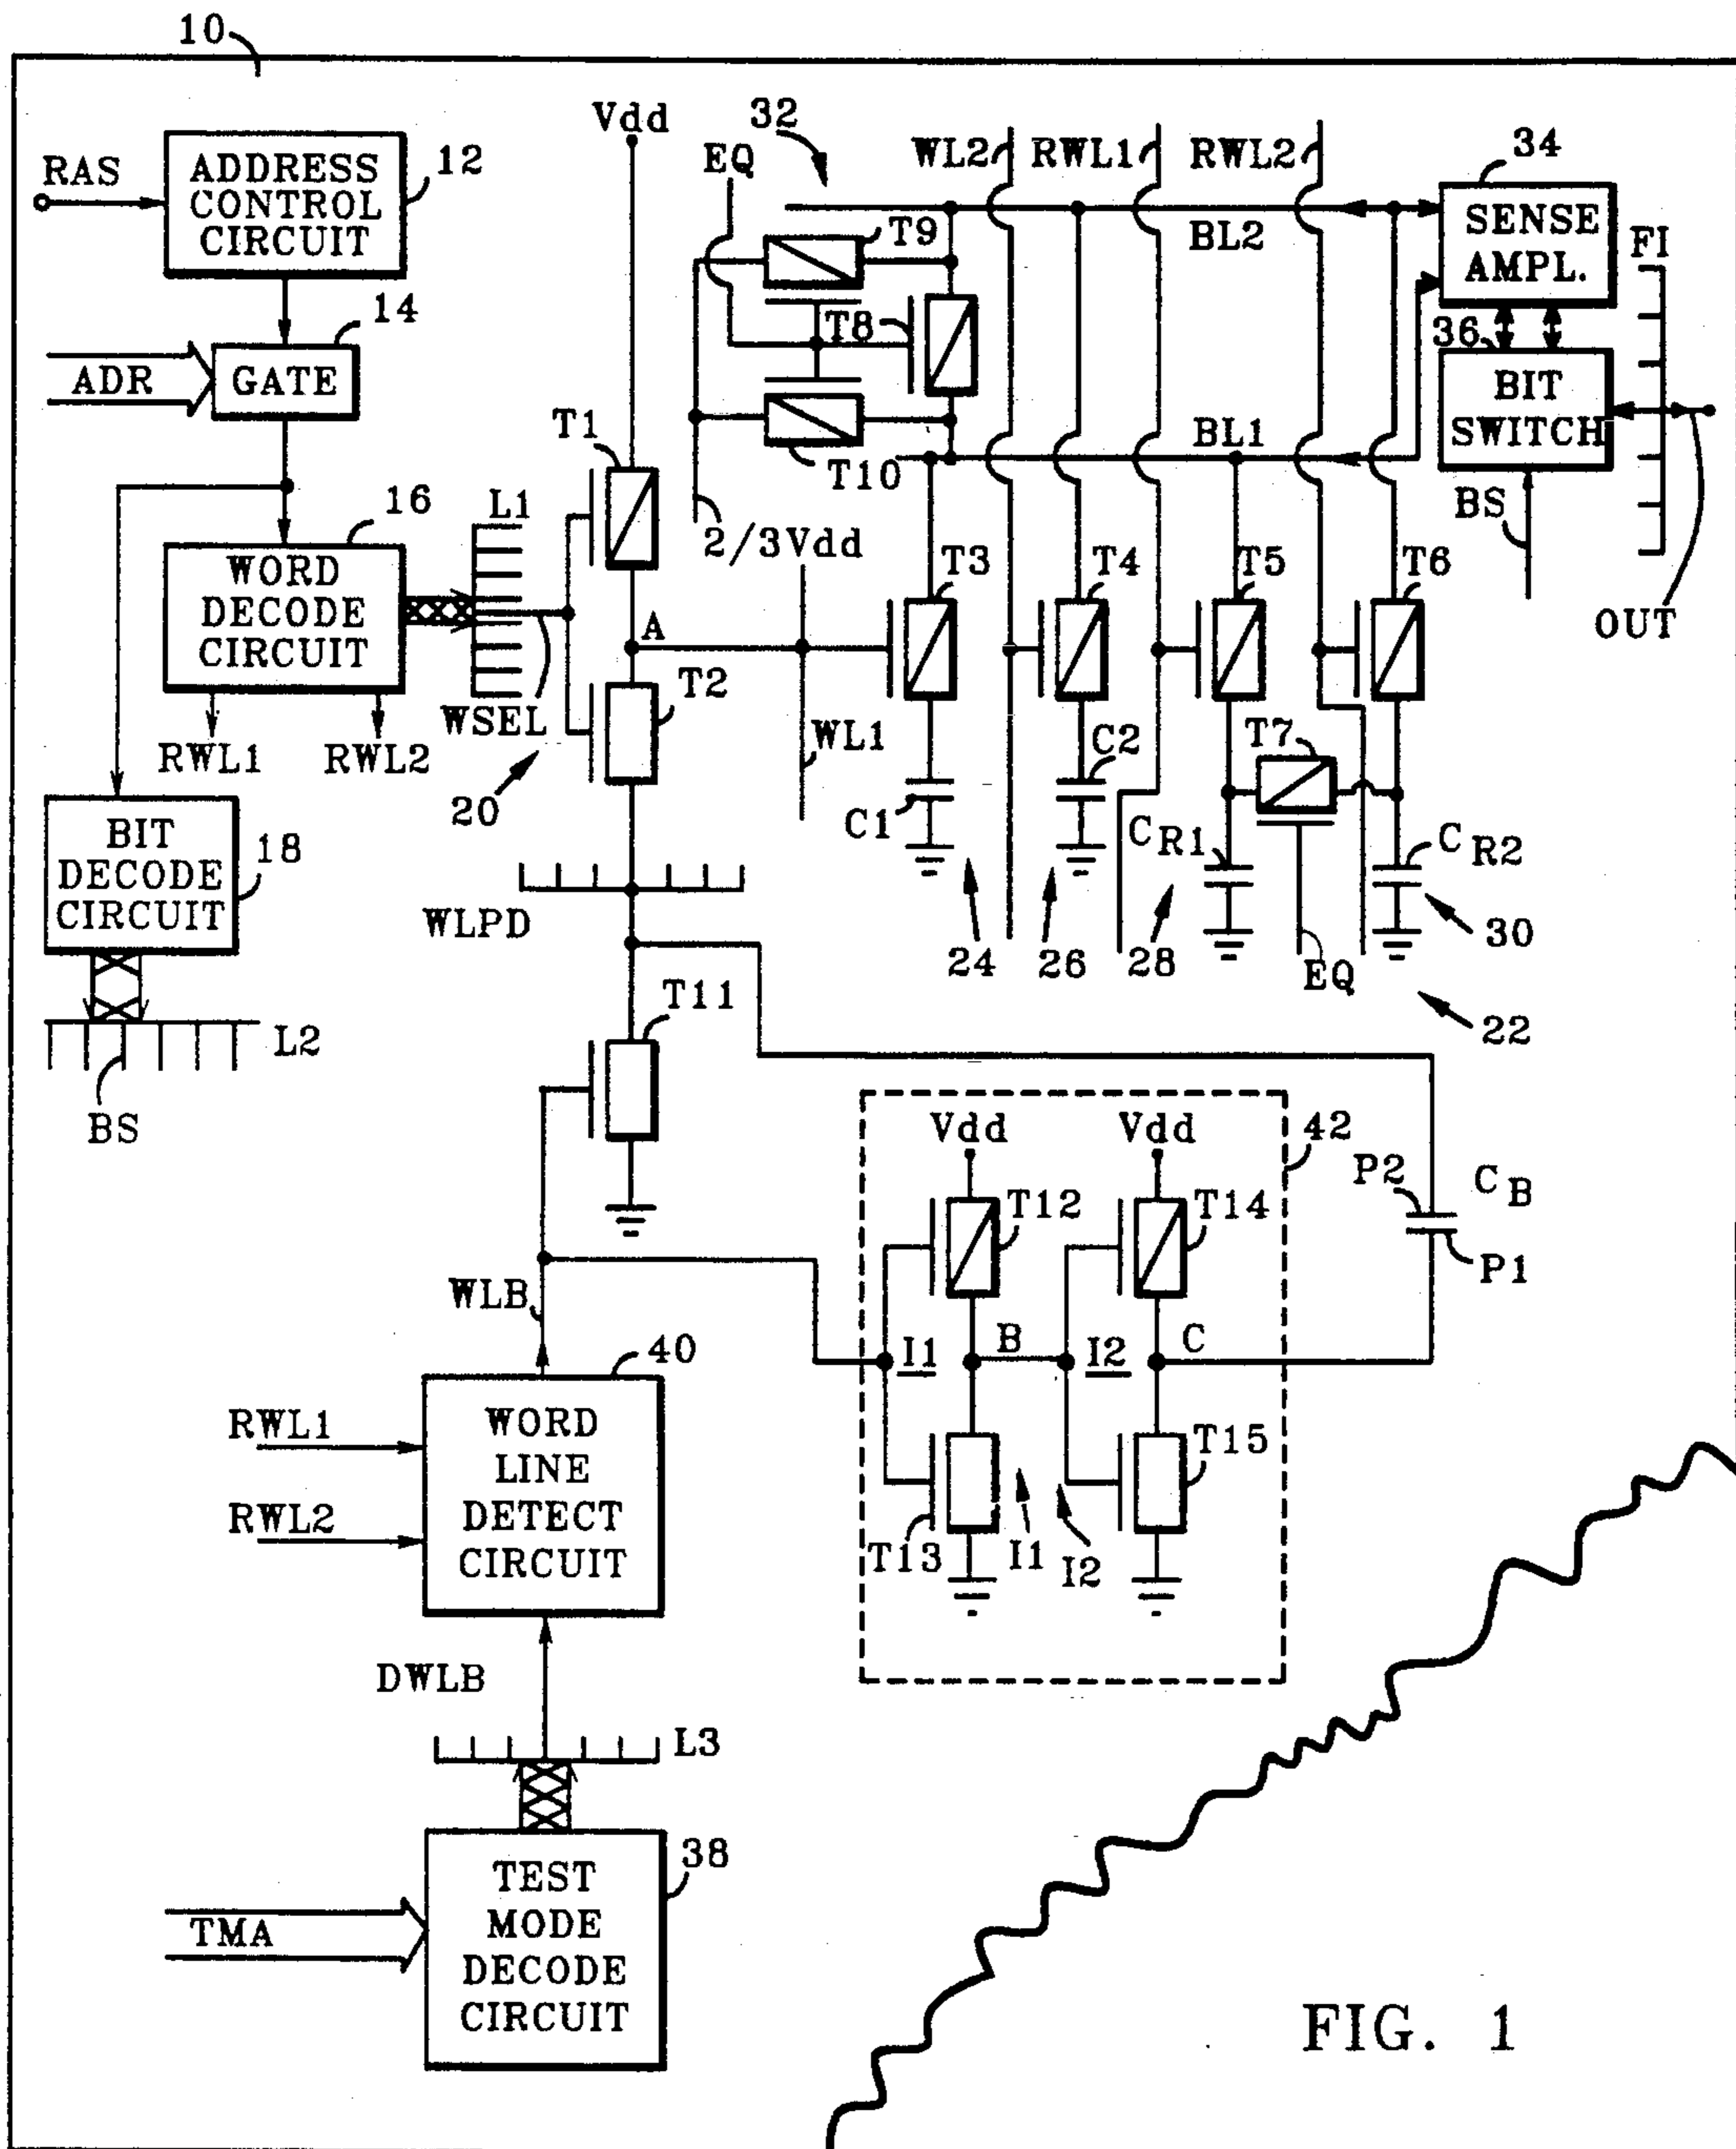 10
RAS
ADDRESS
CONTROL
CIRCUIT
12
14
ADR
GATE
16
WORD
DECODE
CIRCUIT
L1
WSEL
RWL1
RWL2
20
BIT
DECODE
CIRCUIT
18
L2
BS
Vdd
T1
A
T2
WLPD
T11
EQ
32
T9
T8
T10
2/3Vdd
WL1
WL2
RWL1
RWL2
BL2
BL1
34
SENSE
AMPL.
FI
36
BIT
SWITCH
BS
OUT
T3
T4
T5
T6
T7
C1
C2
CR1
CR2
24
26
28
30
EQ
22
Vdd
Vdd
42
T12
T14
I1
B
I2
C
T13
I1
I2
T15
P2
CB
P1
WLB
40
RWL1
RWL2
WORD
LINE
DETECT
CIRCUIT
DWLB
L3
38
TMA
TEST
MODE
DECODE
CIRCUIT
FIG. 1